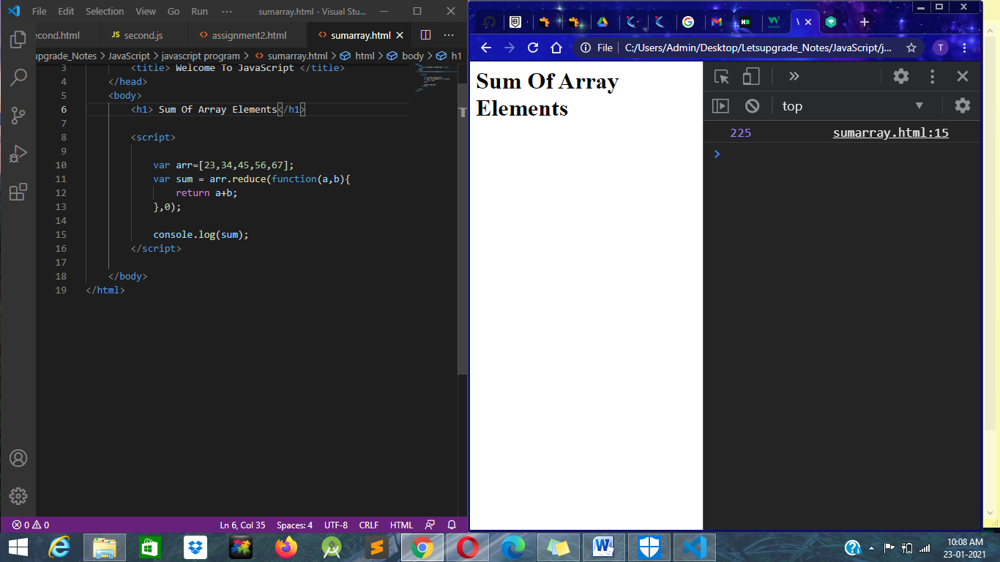 File Edit Selection View Go Run ··· sumarray.html - Visual Stu...
econd.html JS second.js <> assignment2.html <> sumarray.html
upgrade_Notes > JavaScript > javascript program > <> sumarray.html > html > body > h1
3 <title> Welcome To JavaScript </title>
4 </head>
5 <body>
6 <h1> Sum Of Array Elements</h1>
7
8 <script>
9
10 var arr=[23,34,45,56,67];
11 var sum = arr.reduce(function(a,b){
12 return a+b;
13 },0);
14
15 console.log(sum);
16 </script>
17
18 </body>
19 </html>
0 0 Ln 6, Col 35 Spaces: 4 UTF-8 CRLF HTML
File C:/Users/Admin/Desktop/Letsupgrade_Notes/JavaScript/j... T
Sum Of Array
Elements
top
225 sumarray.html:15
10:08 AM
23-01-2021